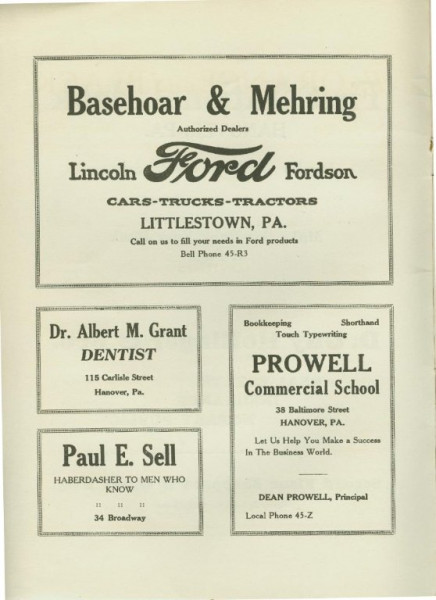 Basehoar & Mehring
Authorized Dealers
Lincoln Ford Fordson
CARS-TRUCKS-TRACTORS
LITTLESTOWN, PA.
Call on us to fill your needs in Ford products
Bell Phone 45-R3
Dr. Albert M. Grant
DENTIST
115 Carlisle Street
Hanover, Pa.
Paul E. Sell
HABERDASHER TO MEN WHO
KNOW
:: :: ::
34 Broadway
Bookkeeping Shorthand
Touch Typewriting
PROWELL
Commercial School
38 Baltimore Street
HANOVER, PA.
Let Us Help You Make a Success
In The Business World.
DEAN PROWELL, Principal
Local Phone 45-Z